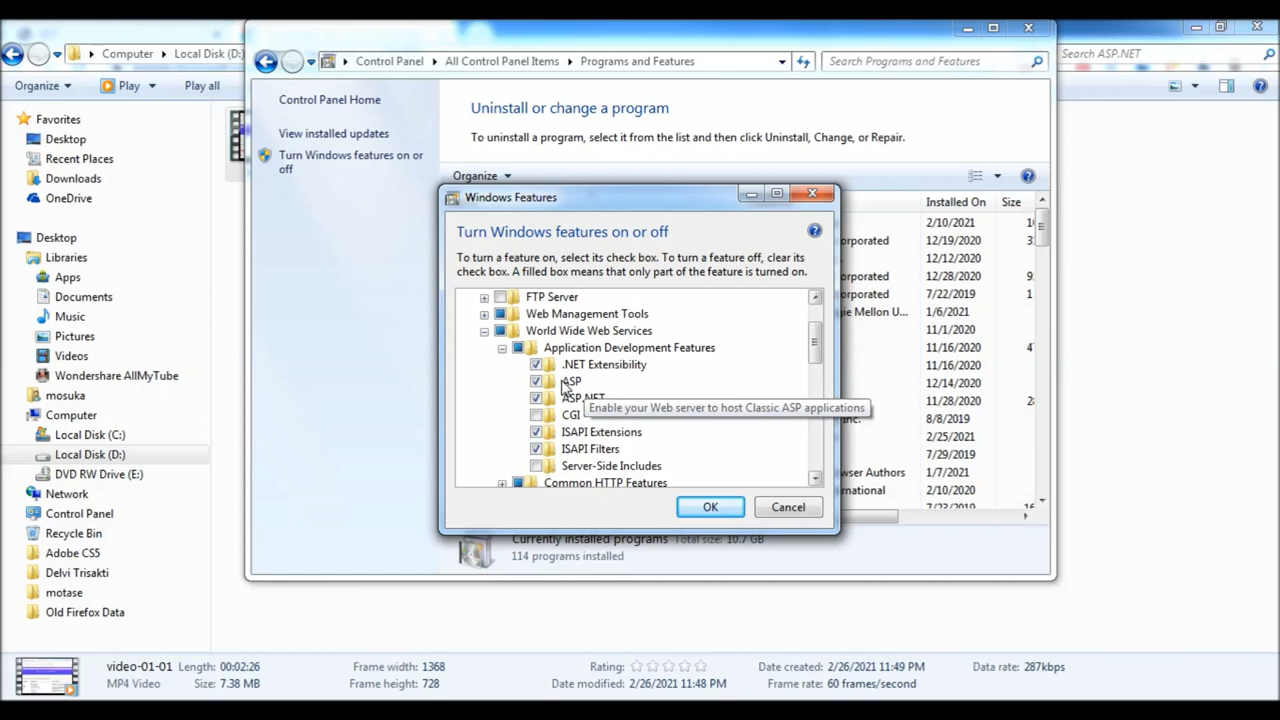 Computer
Local Disk (D:)
Search ASP.NET
Organize
Play
Play all
Favorites
Desktop
Recent Places
Downloads
OneDrive
Desktop
Libraries
Apps
Documents
Music
Pictures
Videos
Wondershare AllMyTube
mosuka
Computer
Local Disk (C:)
Local Disk (D:)
DVD RW Drive (E:)
Network
Control Panel
Recycle Bin
Adobe CS5
Delvi Trisakti
motase
Old Firefox Data
Control Panel
All Control Panel Items
Programs and Features
Search Programs and Features
Control Panel Home
View installed updates
Turn Windows features on or
off
Uninstall or change a program
To uninstall a program, select it from the list and then click Uninstall, Change, or Repair.
Organize
Installed On
Size
2/10/2021
orporated 12/19/2020
12/12/2020
orporated 12/28/2020
orporated 7/22/2019
gie Mellon U... 1/6/2021
11/1/2020
11/16/2020
11/16/2020
12/14/2020
11/28/2020
nc. 8/8/2019
2/25/2021
7/29/2019
wser Authors 1/7/2021
national 2/10/2020
7/23/2019
Windows Features
Turn Windows features on or off
To turn a feature on, select its check box. To turn a feature off, clear its
check box. A filled box means that only part of the feature is turned on.
FTP Server
Web Management Tools
World Wide Web Services
Application Development Features
.NET Extensibility
ASP
ASP.NET
Enable your Web server to host Classic ASP applications
CGI
ISAPI Extensions
ISAPI Filters
Server-Side Includes
Common HTTP Features
OK
Cancel
Currently installed programs Total size: 10.7 GB
114 programs installed
video-01-01 Length: 00:02:26 Frame width: 1368 Rating: Date created: 2/26/2021 11:49 PM Data rate: 287kbps
MP4 Video Size: 7.38 MB Frame height: 728 Date modified: 2/26/2021 11:48 PM Frame rate: 60 frames/second